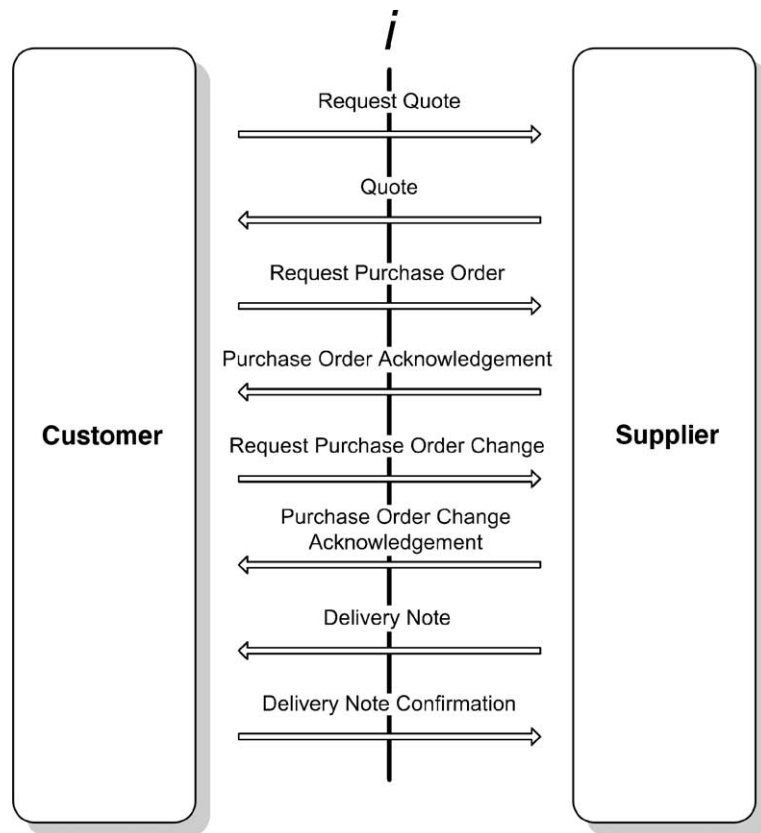 i
Request Quote
Quote
Request Purchase Order
Purchase Order Acknowledgement
Customer
Supplier
Request Purchase Order Change
Purchase Order Change
Acknowledgement
Delivery Note
Delivery Note Confirmation